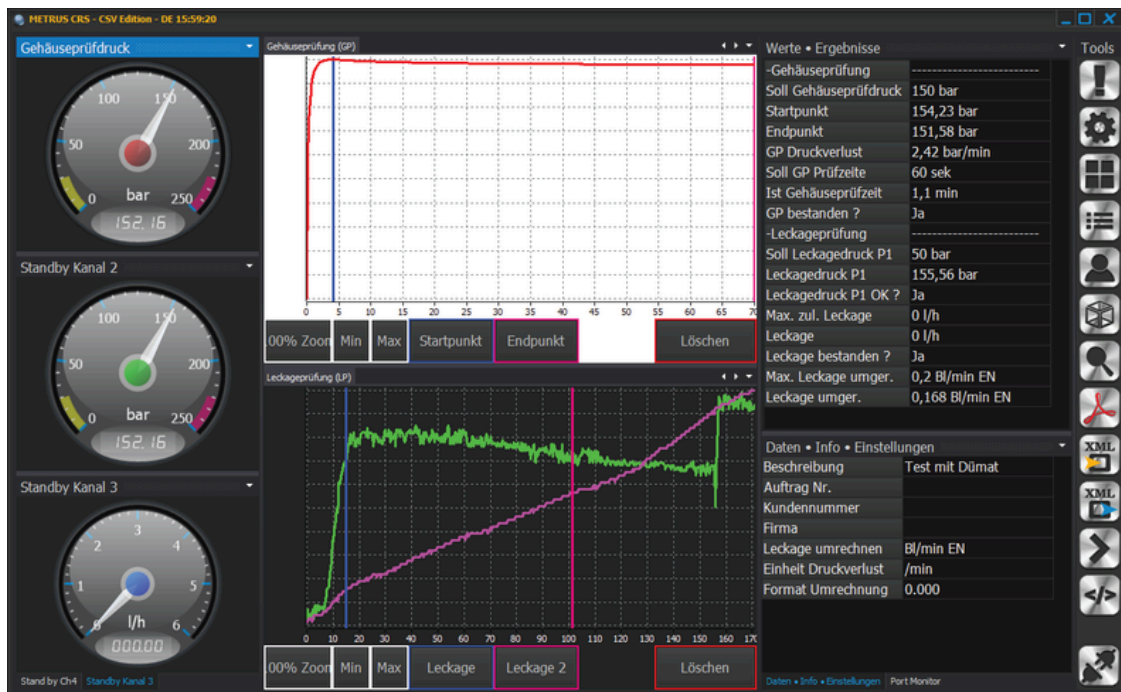 METRUS CRS - CSV Edition - DE 15:59:20
Gehäuseprüfdruck
0 50 100 150 200 250
bar
152.16
Standby Kanal 2
0 50 100 150 200 250
bar
152.16
Standby Kanal 3
0 1 2 3 4 5 6
l/h
000.00
Stand by Ch4 Standby Kanal 3
Gehäuseprüfung (GP)
0 5 10 15 20 25 30 35 40 45 50 55 60 65 70
.00% Zoon Min Max Startpunkt Endpunkt Löschen
Leckageprüfung (LP)
0 10 20 30 40 50 60 70 80 90 100 110 120 130 140 150 160 17
.00% Zoon Min Max Leckage Leckage 2 Löschen
Werte • Ergebnisse
-Gehäuseprüfung -------------------------
Soll Gehäuseprüfdruck 150 bar
Startpunkt 154,23 bar
Endpunkt 151,58 bar
GP Druckverlust 2,42 bar/min
Soll GP Prüfzeite 60 sek
Ist Gehäuseprüfzeit 1,1 min
GP bestanden ? Ja
-Leckageprüfung -------------------------
Soll Leckagedruck P1 50 bar
Leckagedruck P1 155,56 bar
Leckagedruck P1 OK ? Ja
Max. zul. Leckage 0 l/h
Leckage 0 l/h
Leckage bestanden ? Ja
Max. Leckage umger. 0,2 Bl/min EN
Leckage umger. 0,168 Bl/min EN
Daten • Info • Einstellungen
Beschreibung Test mit Dümat
Auftrag Nr.
Kundennummer
Firma
Leckage umrechnen Bl/min EN
Einheit Druckverlust /min
Format Umrechnung 0.000
Daten • Info • Einstellungen Port Monitor
Tools
XML
XML
</>